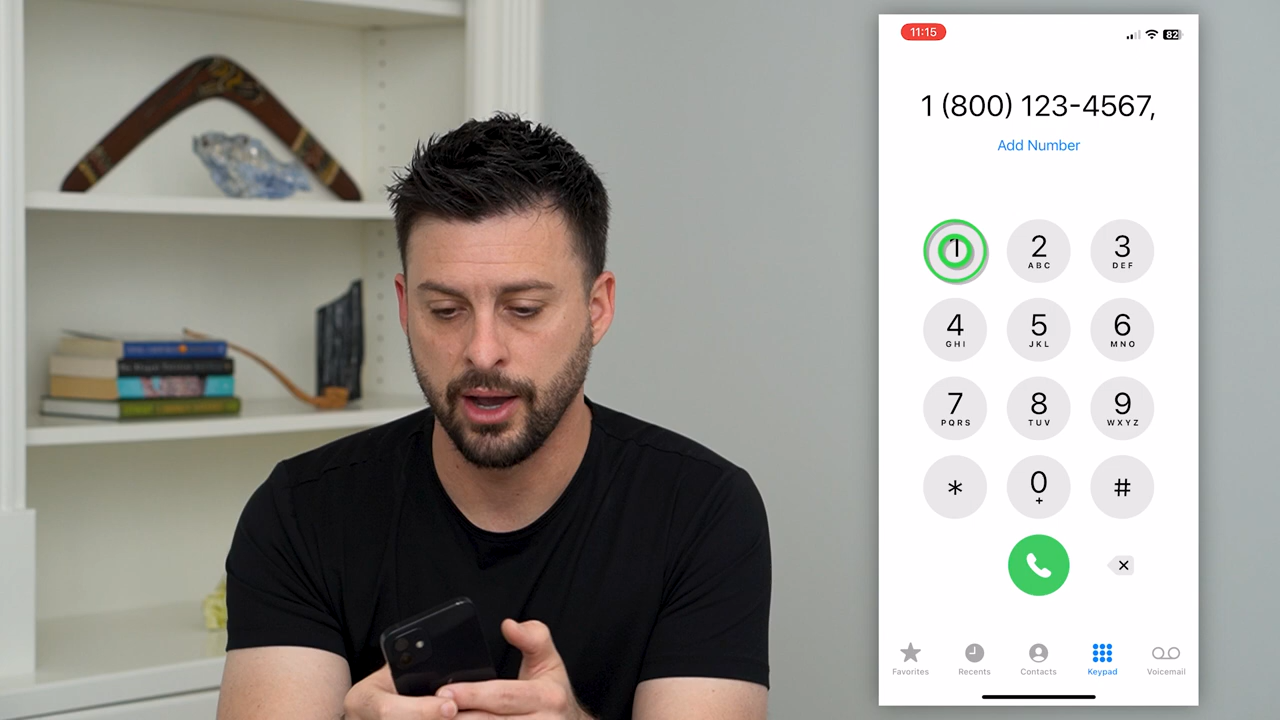 11:15
82
1 (800) 123-4567,
Add Number
1
2
ABC
3
DEF
4
GHI
5
JKL
6
MNO
7
PQRS
8
TUV
9
WXYZ
*
0
+
#
Favorites
Recents
Contacts
Keypad
Voicemail